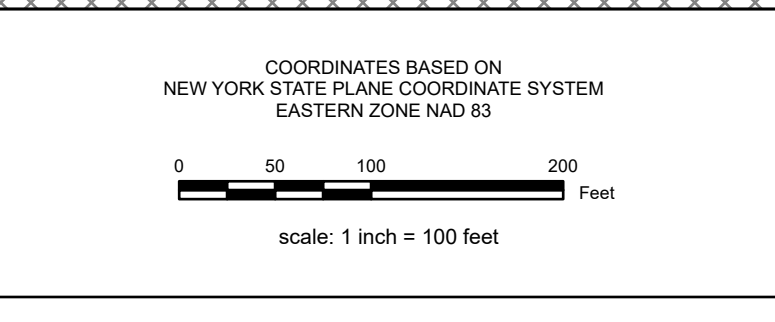 COORDINATES BASED ON
NEW YORK STATE PLANE COORDINATE SYSTEM
EASTERN ZONE NAD 83
0 50 100 200
Feet
scale: 1 inch = 100 feet